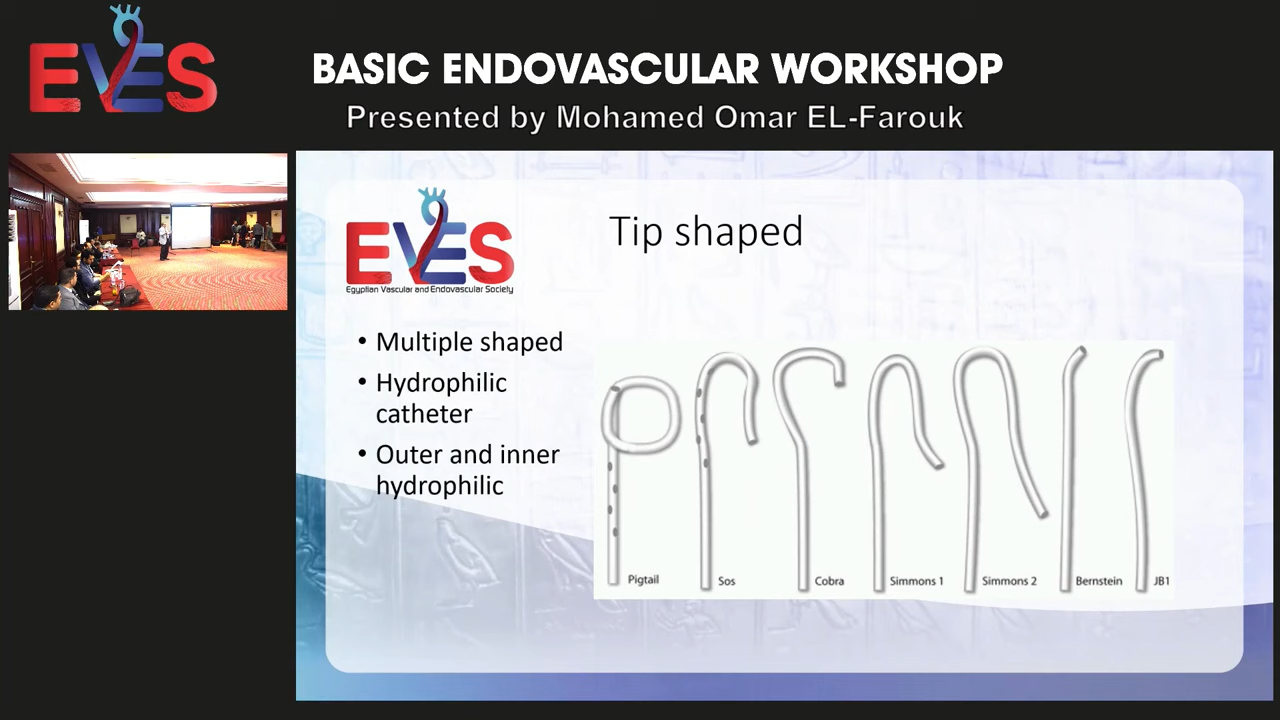 EVES
BASIC ENDOVASCULAR WORKSHOP
Presented by Mohamed Omar EL-Farouk
EVES
Egyptian Vascular and Endovascular Society
Tip shaped
• Multiple shaped
• Hydrophilic
catheter
• Outer and inner
hydrophilic
Pigtail
Sos
Cobra
Simmons 1
Simmons 2
Bernstein
JB1